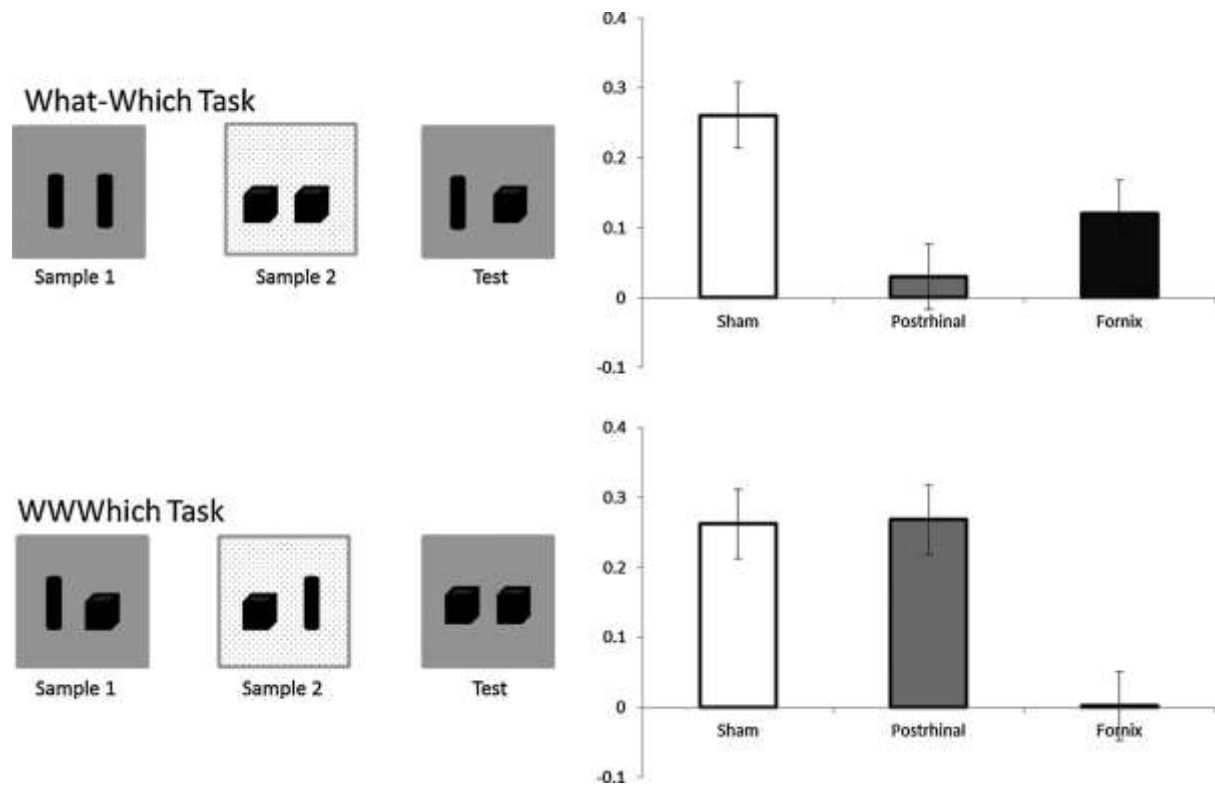 What-Which Task
Sample 1 Sample 2 Test
0.4
0.3
0.2
0.1
0
-0.1
Sham Postrhinal Fornix
WWWhich Task
Sample 1 Sample 2 Test
0.4
0.3
0.2
0.1
0
-0.1
Sham Postrhinal Fornix